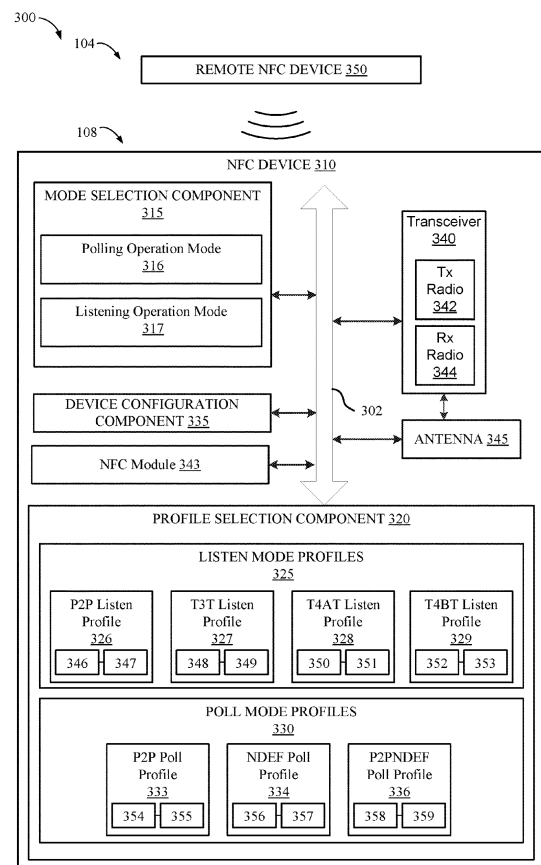 300
104
REMOTE NFC DEVICE 350
108
NFC DEVICE 310
MODE SELECTION COMPONENT
315
Polling Operation Mode
316
Listening Operation Mode
317
Transceiver
340
Tx
Radio
342
Rx
Radio
344
302
DEVICE CONFIGURATION
COMPONENT 335
ANTENNA 345
NFC Module 343
PROFILE SELECTION COMPONENT 320
LISTEN MODE PROFILES
325
P2P Listen
Profile
326
346
347
T3T Listen
Profile
327
348
349
T4AT Listen
Profile
328
350
351
T4BT Listen
Profile
329
352
353
POLL MODE PROFILES
330
P2P Poll
Profile
333
354
355
NDEF Poll
Profile
334
356
357
P2PNDEF
Poll Profile
336
358
359